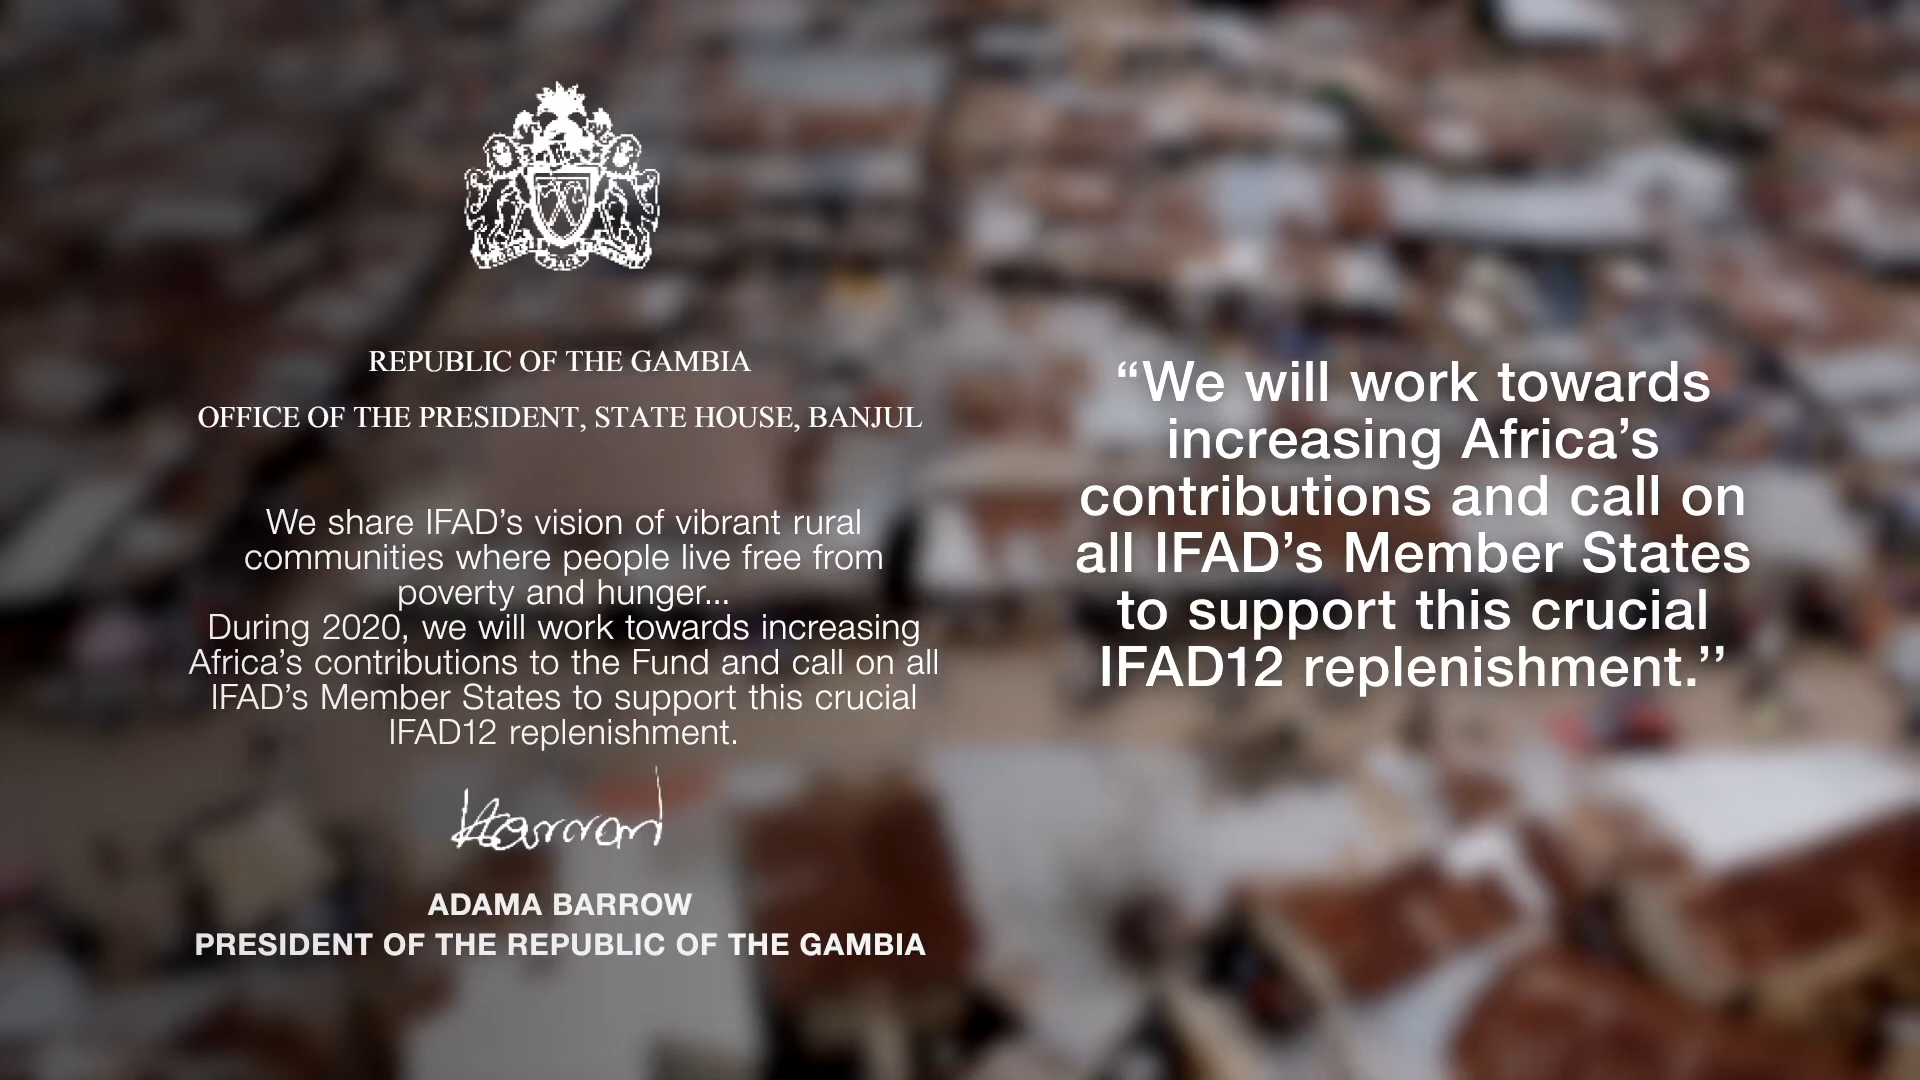 REPUBLIC OF THE GAMBIA
OFFICE OF THE PRESIDENT, STATE HOUSE, BANJUL
We share IFAD’s vision of vibrant rural
communities where people live free from
poverty and hunger...
During 2020, we will work towards increasing
Africa’s contributions to the Fund and call on all
IFAD’s Member States to support this crucial
IFAD12 replenishment.
ADAMA BARROW
PRESIDENT OF THE REPUBLIC OF THE GAMBIA
“We will work towards
increasing Africa’s
contributions and call on
all IFAD’s Member States
to support this crucial
IFAD12 replenishment.’’